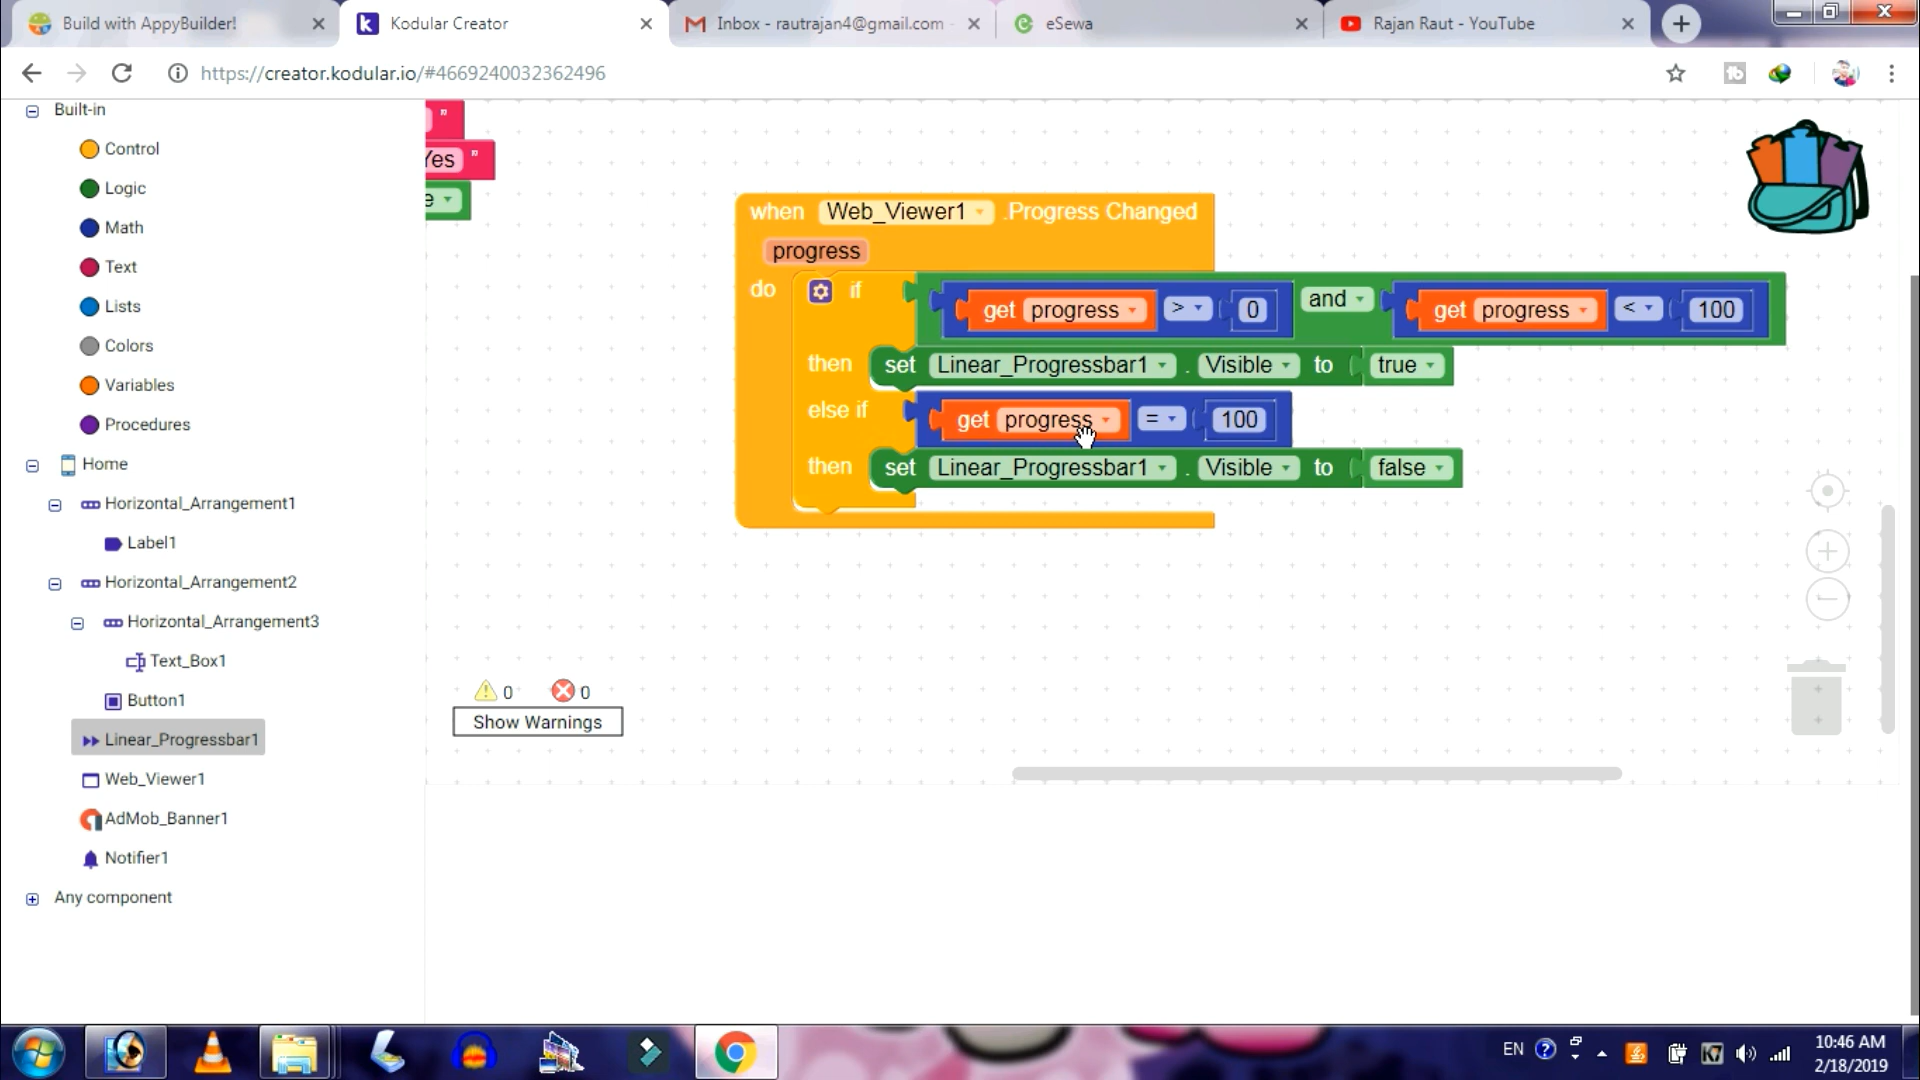 Build with AppyBuilder!
Kodular Creator
Inbox - rautrajan4@gmail.com -
eSewa
Rajan Raut - YouTube
https://creator.kodular.io/#4669240032362496
Built-in
Control
Logic
Math
Text
Lists
Colors
Variables
Procedures
Home
Horizontal_Arrangement1
Label1
Horizontal_Arrangement2
Horizontal_Arrangement3
Text_Box1
Button1
Linear_Progressbar1
Web_Viewer1
AdMob_Banner1
Notifier1
Any component
"
Yes "
e
when Web_Viewer1 .Progress Changed
progress
do if get progress > 0 and get progress < 100
then set Linear_Progressbar1 . Visible to true
else if get progress = 100
then set Linear_Progressbar1 . Visible to false
0 0
Show Warnings
EN
10:46 AM
2/18/2019